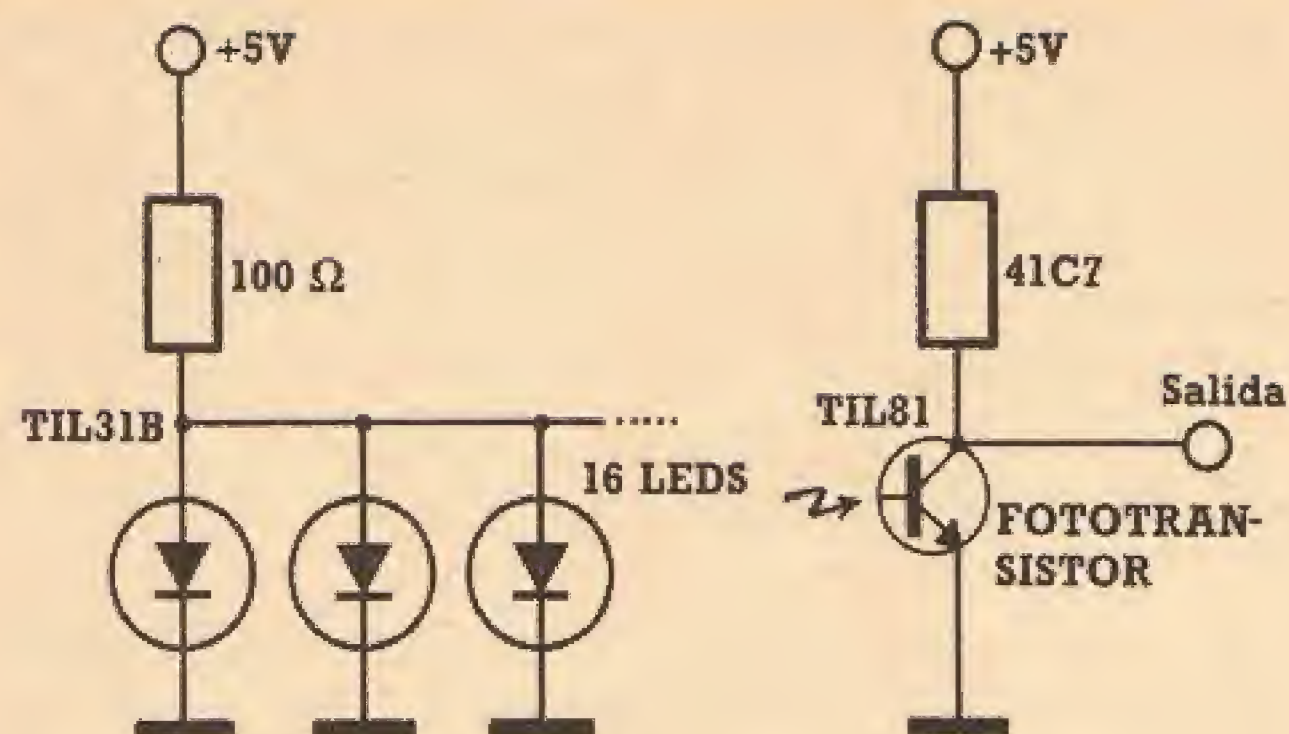 +5V
100 Ω
TIL31B
16 LEDS
+5V
41C7
TIL81
Salida
FOTOTRAN-
SISTOR